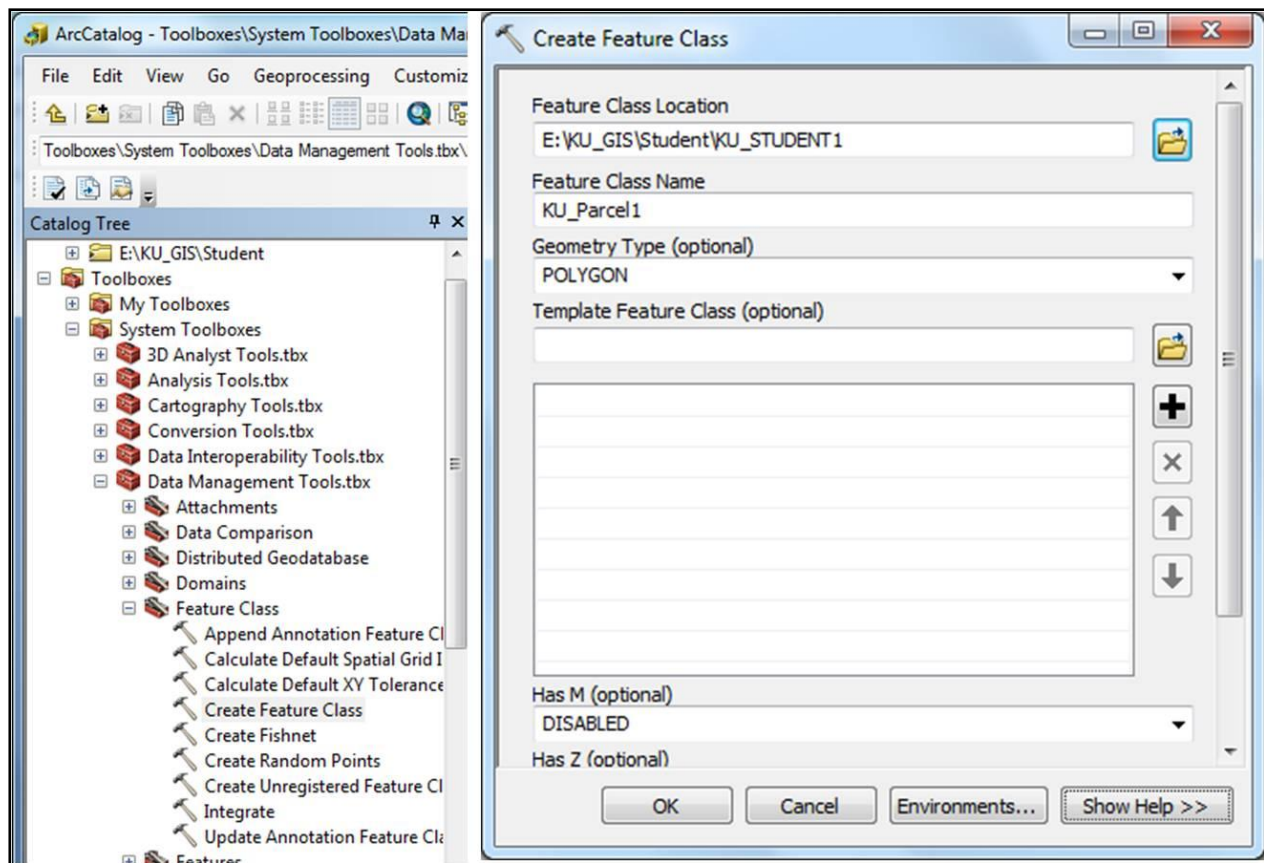 ArcCatalog - Toolboxes\System Toolboxes\Data Ma
File Edit View Go Geoprocessing Customiz
Toolboxes\System Toolboxes\Data Management Tools.tbx\
Catalog Tree
E:\KU_GIS\Student
Toolboxes
My Toolboxes
System Toolboxes
3D Analyst Tools.tbx
Analysis Tools.tbx
Cartography Tools.tbx
Conversion Tools.tbx
Data Interoperability Tools.tbx
Data Management Tools.tbx
Attachments
Data Comparison
Distributed Geodatabase
Domains
Feature Class
Append Annotation Feature Cl
Calculate Default Spatial Grid I
Calculate Default XY Tolerance
Create Feature Class
Create Fishnet
Create Random Points
Create Unregistered Feature Cl
Integrate
Update Annotation Feature Cla
Features
Create Feature Class
Feature Class Location
E:\KU_GIS\Student\KU_STUDENT1
Feature Class Name
KU_Parcel1
Geometry Type (optional)
POLYGON
Template Feature Class (optional)
Has M (optional)
DISABLED
Has Z (optional)
OK Cancel Environments... Show Help >>